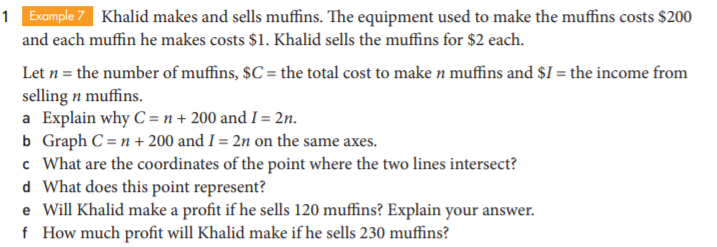 1 Example 7 Khalid makes and sells muffins. The equipment used to make the muffins costs $200
and each muffin he makes costs $1. Khalid sells the muffins for $2 each.
Let n = the number of muffins, $C = the total cost to make n muffins and $I = the income from
selling n muffins.
a Explain why C = n + 200 and I = 2n.
b Graph C = n + 200 and I = 2n on the same axes.
c What are the coordinates of the point where the two lines intersect?
d What does this point represent?
e Will Khalid make a profit if he sells 120 muffins? Explain your answer.
f How much profit will Khalid make if he sells 230 muffins?